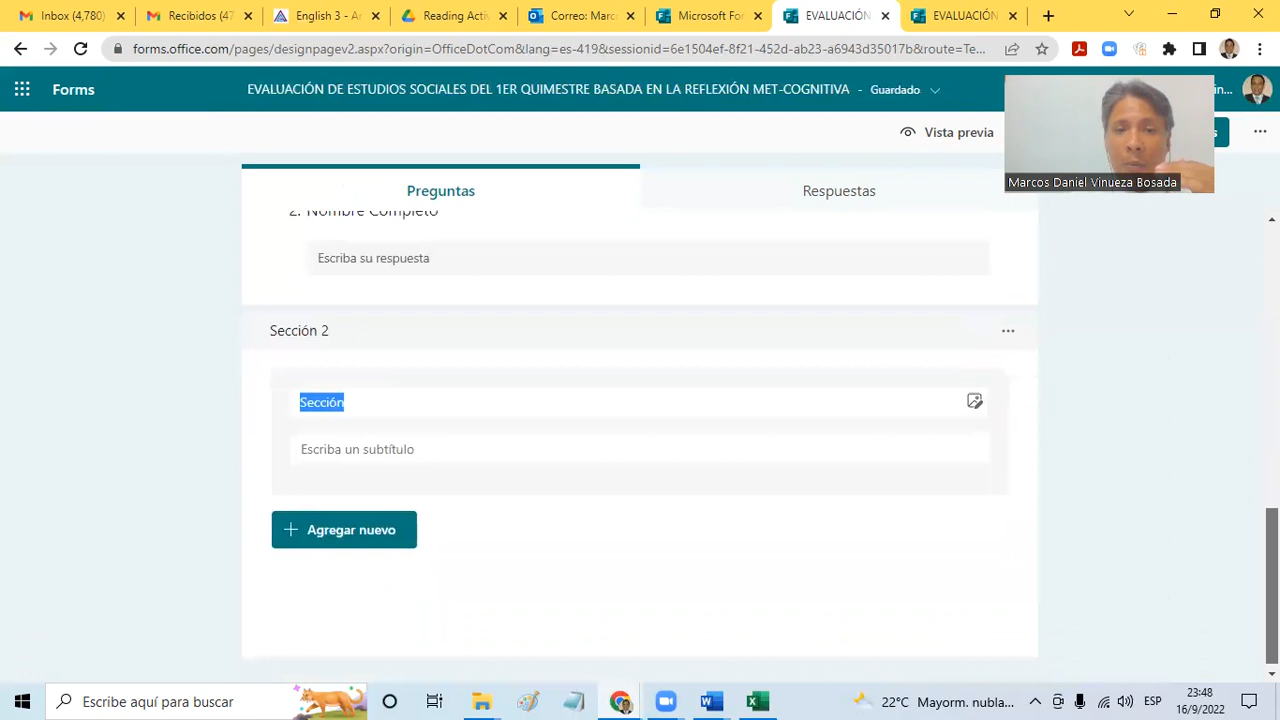 Inbox (4,780)
Recibidos (47
English 3 - Ar
Reading Activ
Correo: Marc
Microsoft For
EVALUACIÓN
EVALUACIÓN
forms.office.com/pages/designpagev2.aspx?origin=OfficeDotCom&lang=es-419&sessionid=6e1504ef-8f21-452d-ab23-a6943d35017b&route=Te...
Forms
EVALUACIÓN DE ESTUDIOS SOCIALES DEL 1ER QUIMESTRE BASADA EN LA REFLEXIÓN MET-COGNITIVA - Guardado
in...
Vista previa
s
Marcos Daniel Vinueza Bosada
Preguntas
Respuestas
2. Nombre Completo
Escriba su respuesta
Sección 2
Sección
Escriba un subtítulo
Agregar nuevo
Escribe aquí para buscar
22°C Mayorm. nubla...
ESP
23:48
16/9/2022